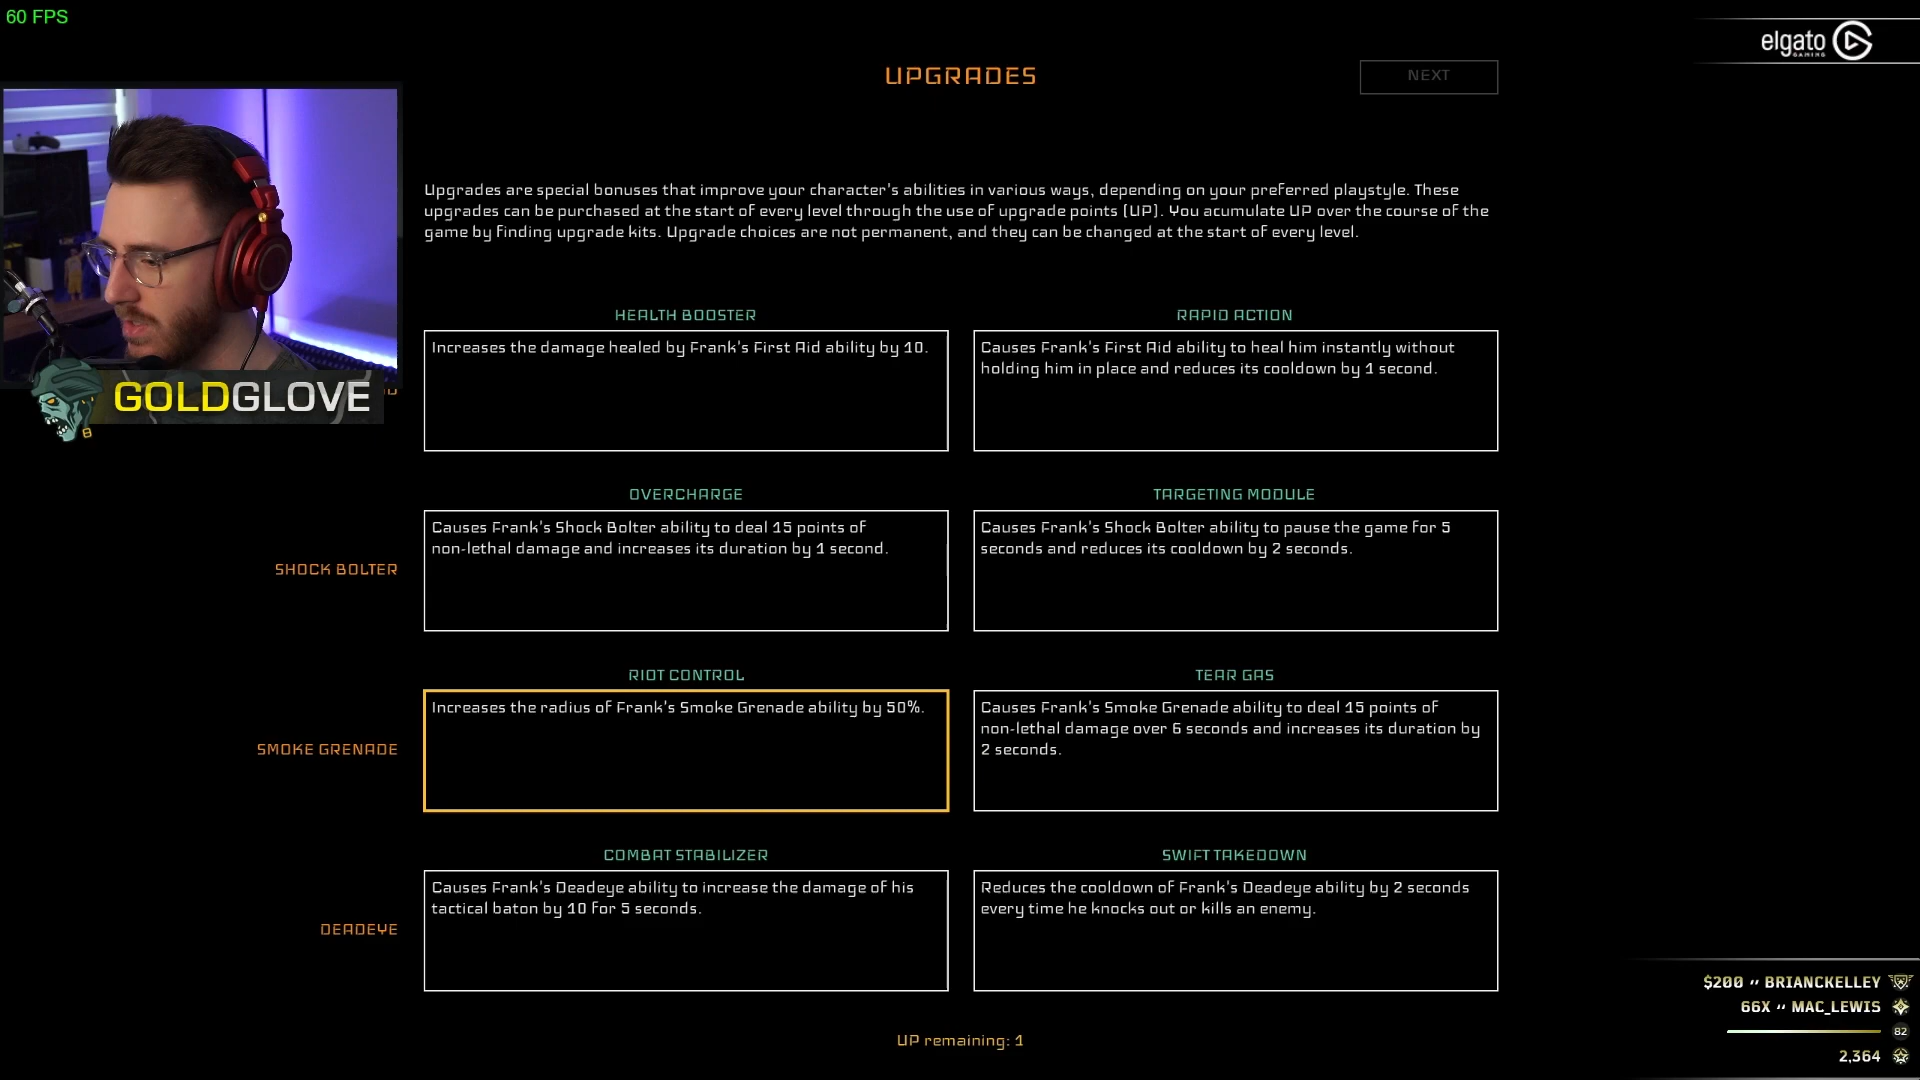 60 FPS
elgato
GAMING
UPGRADES
NEXT
Upgrades are special bonuses that improve your character's abilities in various ways, depending on your preferred playstyle. These
upgrades can be purchased at the start of every level through the use of upgrade points (UP). You acumulate UP over the course of the
game by finding upgrade kits. Upgrade choices are not permanent, and they can be changed at the start of every level.
HEALTH BOOSTER
RAPID ACTION
Increases the damage healed by Frank's First Aid ability by 10.
Causes Frank's First Aid ability to heal him instantly without
holding him in place and reduces its cooldown by 1 second.
GOLDGLOVE
8
OVERCHARGE
TARGETING MODULE
SHOCK BOLTER
Causes Frank's Shock Bolter ability to deal 15 points of
non-lethal damage and increases its duration by 1 second.
Causes Frank's Shock Bolter ability to pause the game for 5
seconds and reduces its cooldown by 2 seconds.
RIOT CONTROL
TEAR GAS
SMOKE GRENADE
Increases the radius of Frank's Smoke Grenade ability by 50%.
Causes Frank's Smoke Grenade ability to deal 15 points of
non-lethal damage over 6 seconds and increases its duration by
2 seconds.
COMBAT STABILIZER
SWIFT TAKEDOWN
DEADEYE
Causes Frank's Deadeye ability to increase the damage of his
tactical baton by 10 for 5 seconds.
Reduces the cooldown of Frank's Deadeye ability by 2 seconds
every time he knocks out or kills an enemy.
UP remaining: 1
$200 ~ BRIANCKELLEY
66X ~ MAC_LEWIS
82
2,364